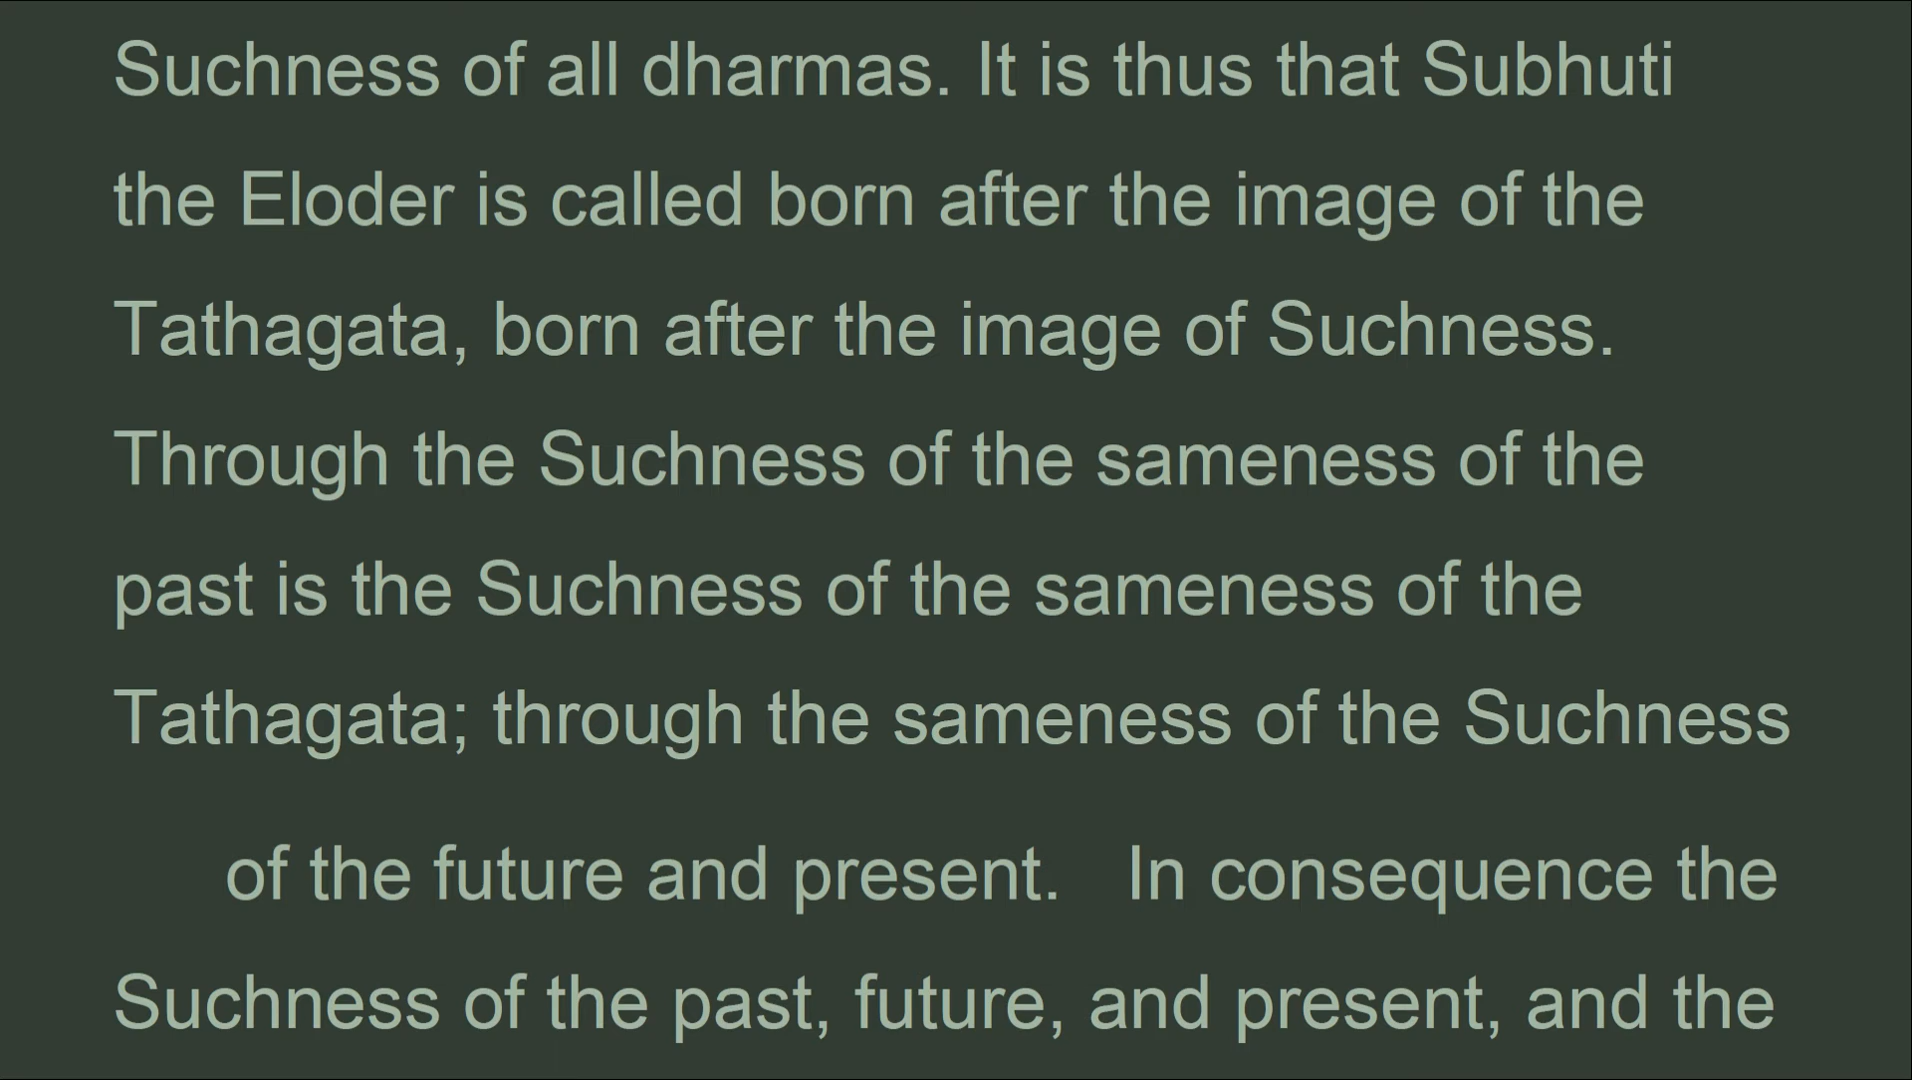 Suchness of all dharmas. It is thus that Subhuti
the Eloder is called born after the image of the
Tathagata, born after the image of Suchness.
Through the Suchness of the sameness of the
past is the Suchness of the sameness of the
Tathagata; through the sameness of the Suchness
of the future and present. In consequence the
Suchness of the past, future, and present, and the